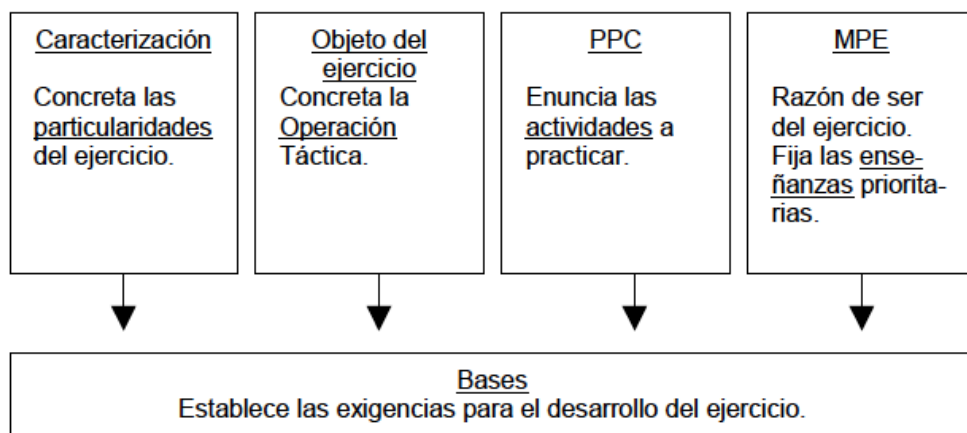 Caracterización
Concreta las
particularidades
del ejercicio.
Objeto del
ejercicio
Concreta la
Operación
Táctica.
PPC
Enuncia las
actividades a
practicar.
MPE
Razón de ser
del ejercicio.
Fija las ense-
ñanzas priorita-
rias.
Bases
Establece las exigencias para el desarrollo del ejercicio.